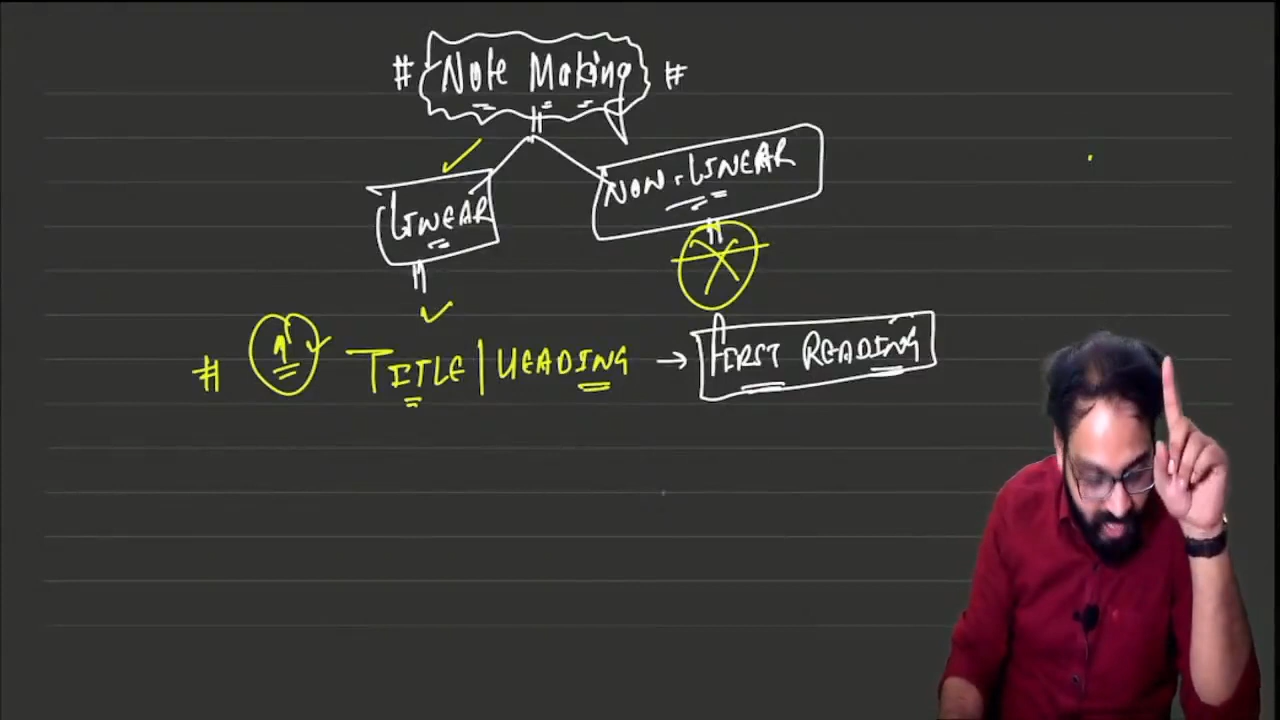 # Note Making #
LINEAR
NON-LINEAR
# 1 TITLE | HEADING → FIRST READING